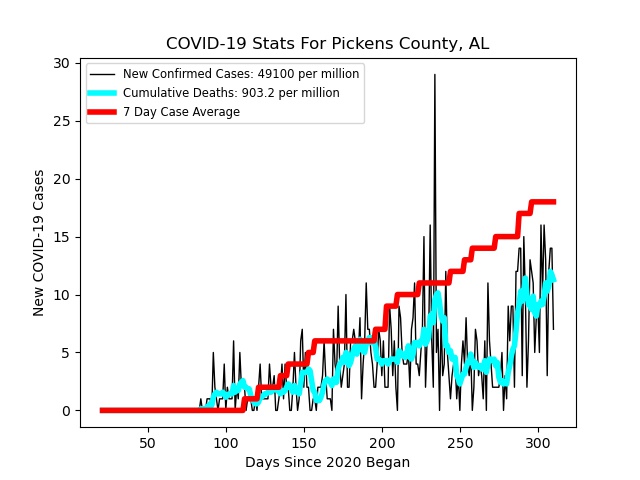 COVID-19 Stats For Pickens County, AL
New Confirmed Cases: 49100 per million
Cumulative Deaths: 903.2 per million
7 Day Case Average
New COVID-19 Cases
30
25
20
15
10
5
0
50 100 150 200 250 300
Days Since 2020 Began